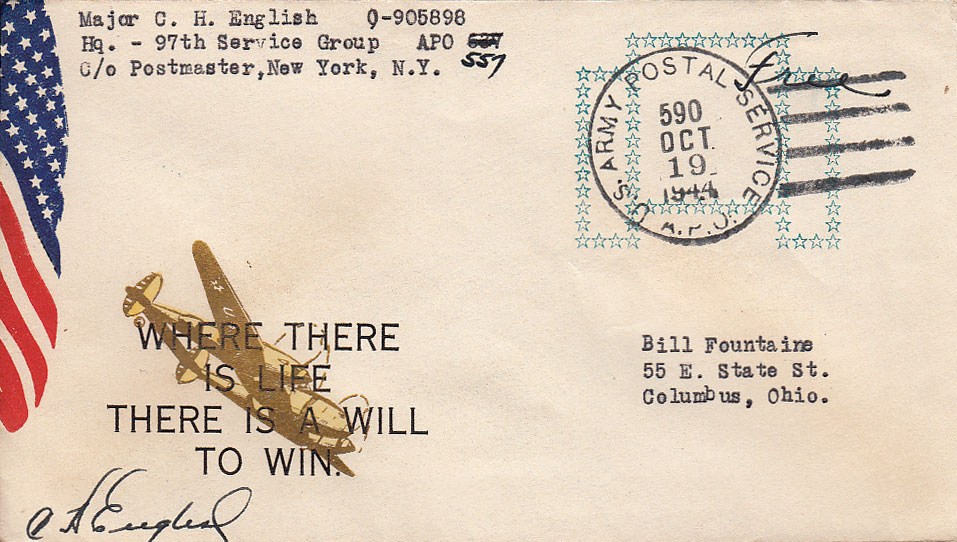 Major C. H. English    O-905898
Hq. - 97th Service Group    APO
C/o Postmaster,New York, N.Y.    557
Free
U.S. ARMY POSTAL SERVICE
590
OCT
19
1944
A.P.O.
WHERE THERE
IS LIFE
THERE IS A WILL
TO WIN.
Bill Fountaine
55 E. State St.
Columbus, Ohio.
C H English